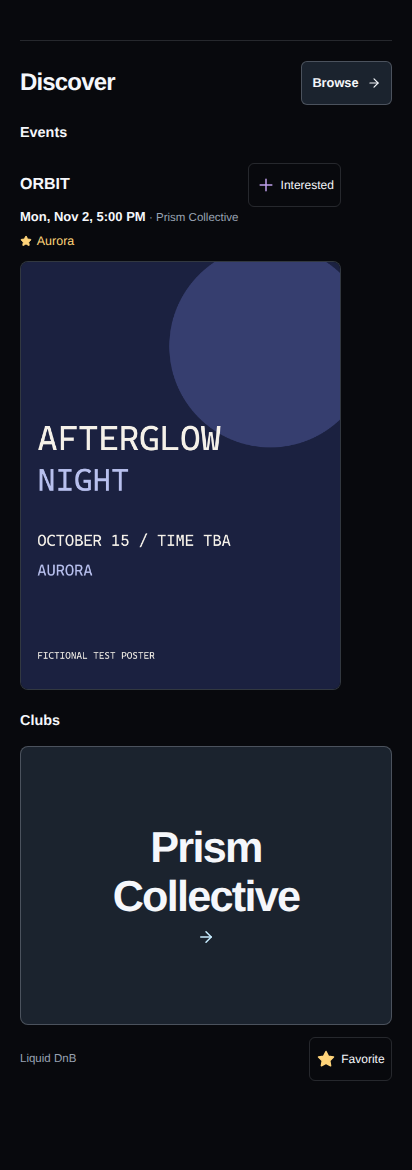 Discover
Browse
Events
ORBIT
Interested
Mon, Nov 2, 5:00 PM · Prism Collective
Aurora
AFTERGLOW
NIGHT
OCTOBER 15 / TIME TBA
AURORA
FICTIONAL TEST POSTER
Clubs
Prism
Collective
Liquid DnB
Favorite